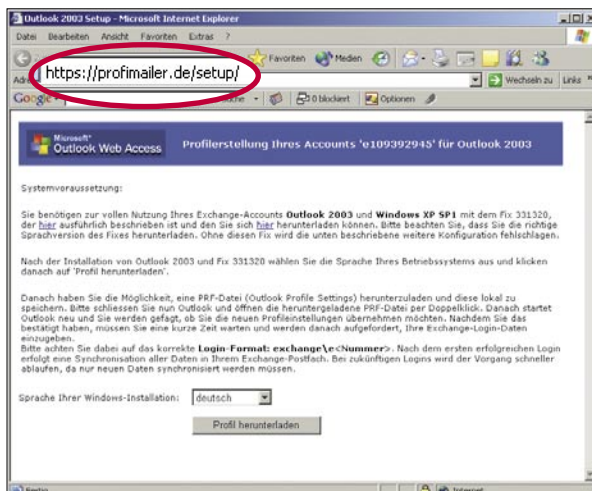 Outlook 2003 Setup - Microsoft Internet Explorer
Datei Bearbeiten Ansicht Favoriten Extras ?
Favoriten Medien
https://profimailer.de/setup/
Wechseln zu Links »
Google 0 blockiert Optionen
Microsoft
Outlook Web Access
Profilerstellung Ihres Accounts 'e109392945' für Outlook 2003
Systemvoraussetzung:
Sie benötigen zur vollen Nutzung Ihres Exchange-Accounts Outlook 2003 und Windows XP SP1 mit dem Fix 331320,
der hier ausführlich beschrieben ist und den Sie sich hier herunterladen können. Bitte beachten Sie, dass Sie die richtige
Sprachversion des Fixes herunterladen. Ohne diesen Fix wird die unten beschriebene weitere Konfiguration fehlschlagen.
Nach der Installation von Outlook 2003 und Fix 331320 wählen Sie die Sprache Ihres Betriebssystems aus und klicken
danach auf 'Profil herunterladen'.
Danach haben Sie die Möglichkeit, eine PRF-Datei (Outlook Profile Settings) herunterzuladen und diese lokal zu
speichern. Bitte schliessen Sie nun Outlook und öffnen die heruntergeladene PRF-Datei per Doppelklick. Danach startet
Outlook neu und Sie werden gefagt, ob Sie die neuen Profileinstellungen übernehmen möchten. Nachdem Sie das
bestätigt haben, müssen Sie eine kurze Zeit warten und werden danach aufgefordert, Ihre Exchange-Login-Daten
einzugeben.
Bitte achten Sie dabei auf das korrekte Login-Format: exchange\e<Nummer>. Nach dem ersten erfolgreichen Login
erfolgt eine Synchronisation aller Daten in Ihrem Exchange-Postfach. Bei zukünftigen Logins wird der Vorgang schneller
ablaufen, da nur neuen Daten synchronisiert werden müssen.
Sprache Ihrer Windows-Installation: deutsch
Profil herunterladen
Fertig Internet